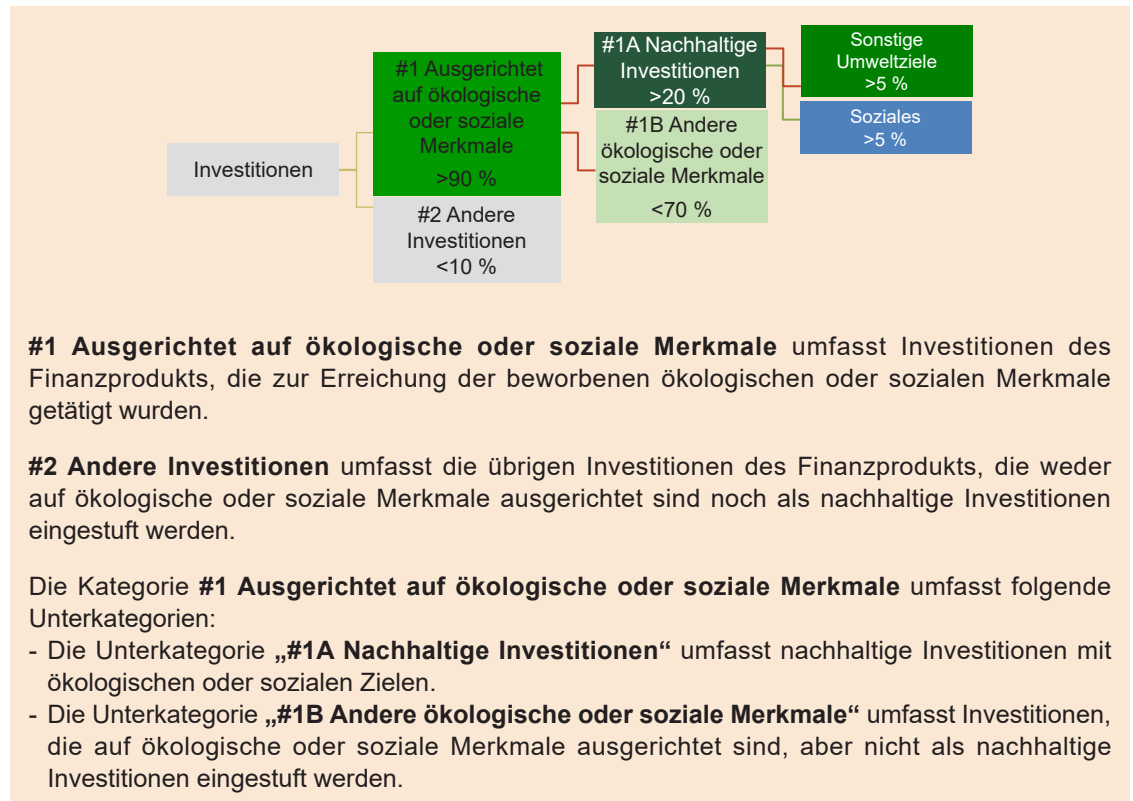 Investitionen
#1 Ausgerichtet
auf ökologische
oder soziale
Merkmale
>90 %
#2 Andere
Investitionen
<10 %
#1A Nachhaltige
Investitionen
>20 %
#1B Andere
ökologische oder
soziale Merkmale
<70 %
Sonstige
Umweltziele
>5 %
Soziales
>5 %
#1 Ausgerichtet auf ökologische oder soziale Merkmale umfasst Investitionen des
Finanzprodukts, die zur Erreichung der beworbenen ökologischen oder sozialen Merkmale
getätigt wurden.
#2 Andere Investitionen umfasst die übrigen Investitionen des Finanzprodukts, die weder
auf ökologische oder soziale Merkmale ausgerichtet sind noch als nachhaltige Investitionen
eingestuft werden.
Die Kategorie #1 Ausgerichtet auf ökologische oder soziale Merkmale umfasst folgende
Unterkategorien:
- Die Unterkategorie „#1A Nachhaltige Investitionen“ umfasst nachhaltige Investitionen mit
ökologischen oder sozialen Zielen.
- Die Unterkategorie „#1B Andere ökologische oder soziale Merkmale“ umfasst Investitionen,
die auf ökologische oder soziale Merkmale ausgerichtet sind, aber nicht als nachhaltige
Investitionen eingestuft werden.